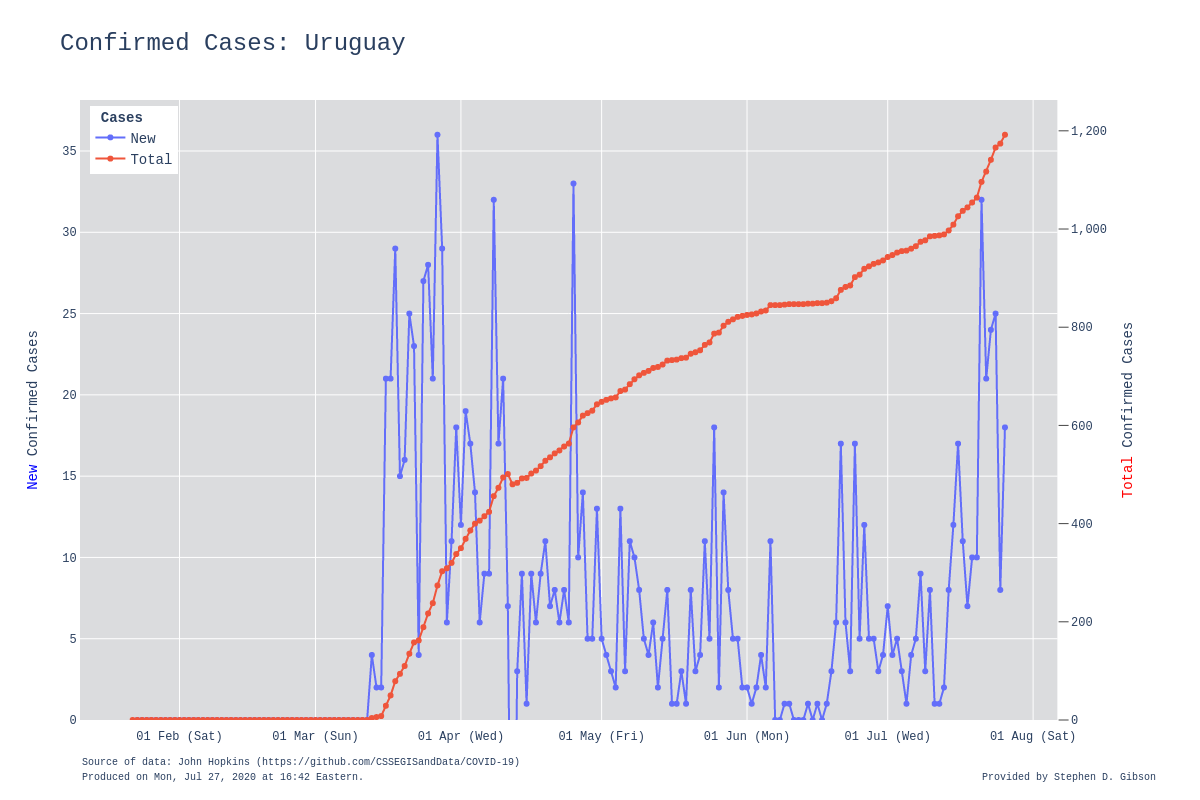 Confirmed Cases: Uruguay
Cases
New
Total
35
30
25
20
15
10
5
0
1,200
1,000
800
600
400
200
0
New Confirmed Cases
Total Confirmed Cases
01 Feb (Sat)
01 Mar (Sun)
01 Apr (Wed)
01 May (Fri)
01 Jun (Mon)
01 Jul (Wed)
01 Aug (Sat)
Source of data: John Hopkins (https://github.com/CSSEGISandData/COVID-19)
Produced on Mon, Jul 27, 2020 at 16:42 Eastern.
Provided by Stephen D. Gibson